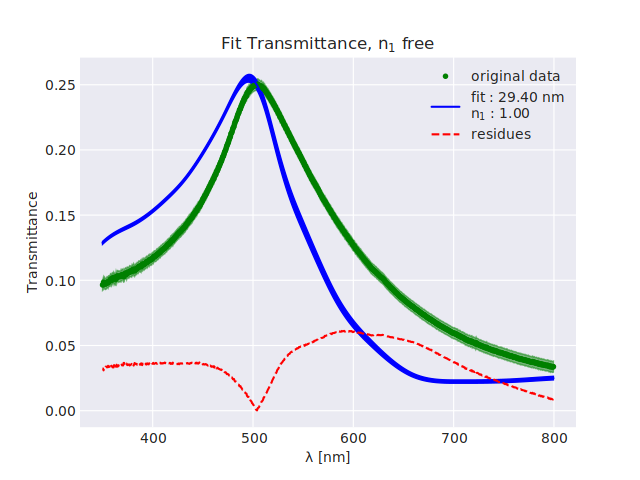 Fit Transmittance, n₁ free
original data
fit : 29.40 nm
n₁ : 1.00
residues
Transmittance
0.25
0.20
0.15
0.10
0.05
0.00
400 500 600 700 800
λ [nm]